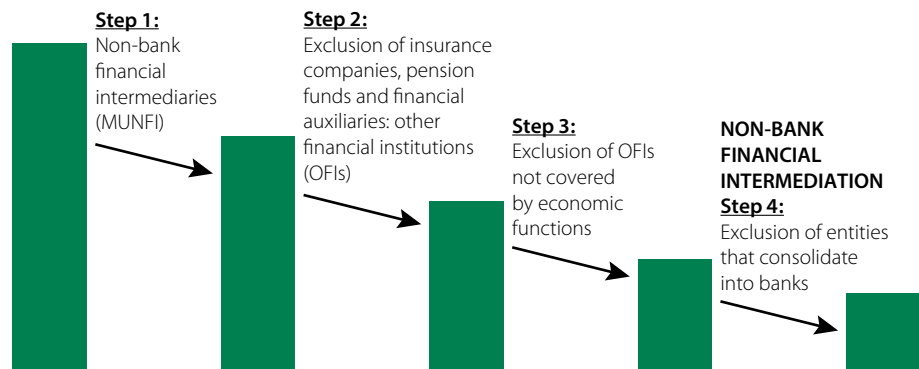 Step 1:
Non-bank
financial
intermediaries
(MUNFI)
Step 2:
Exclusion of insurance
companies, pension
funds and financial
auxiliaries: other
financial institutions
(OFIs)
Step 3:
Exclusion of OFIs
not covered
by economic
functions
NON-BANK
FINANCIAL
INTERMEDIATION
Step 4:
Exclusion of entities
that consolidate
into banks